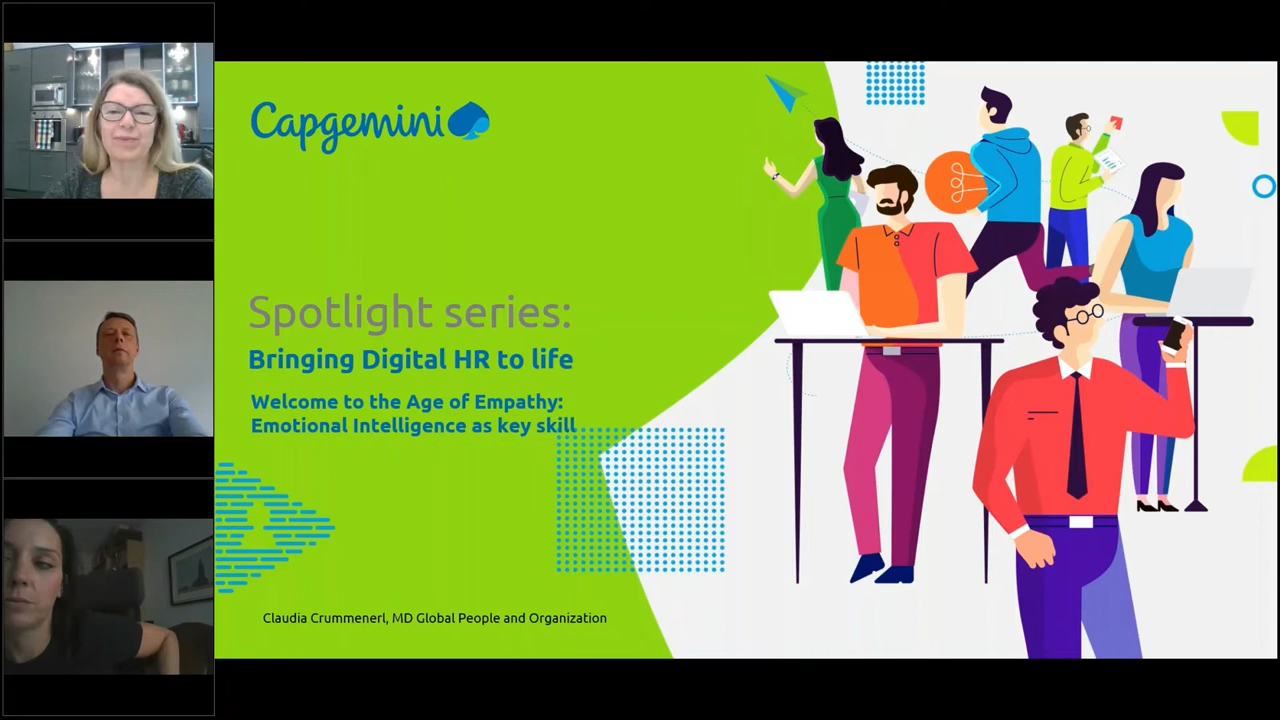 Capgemini
Spotlight series:
Bringing Digital HR to life
Welcome to the Age of Empathy:
Emotional Intelligence as key skill
Claudia Crummenerl, MD Global People and Organization